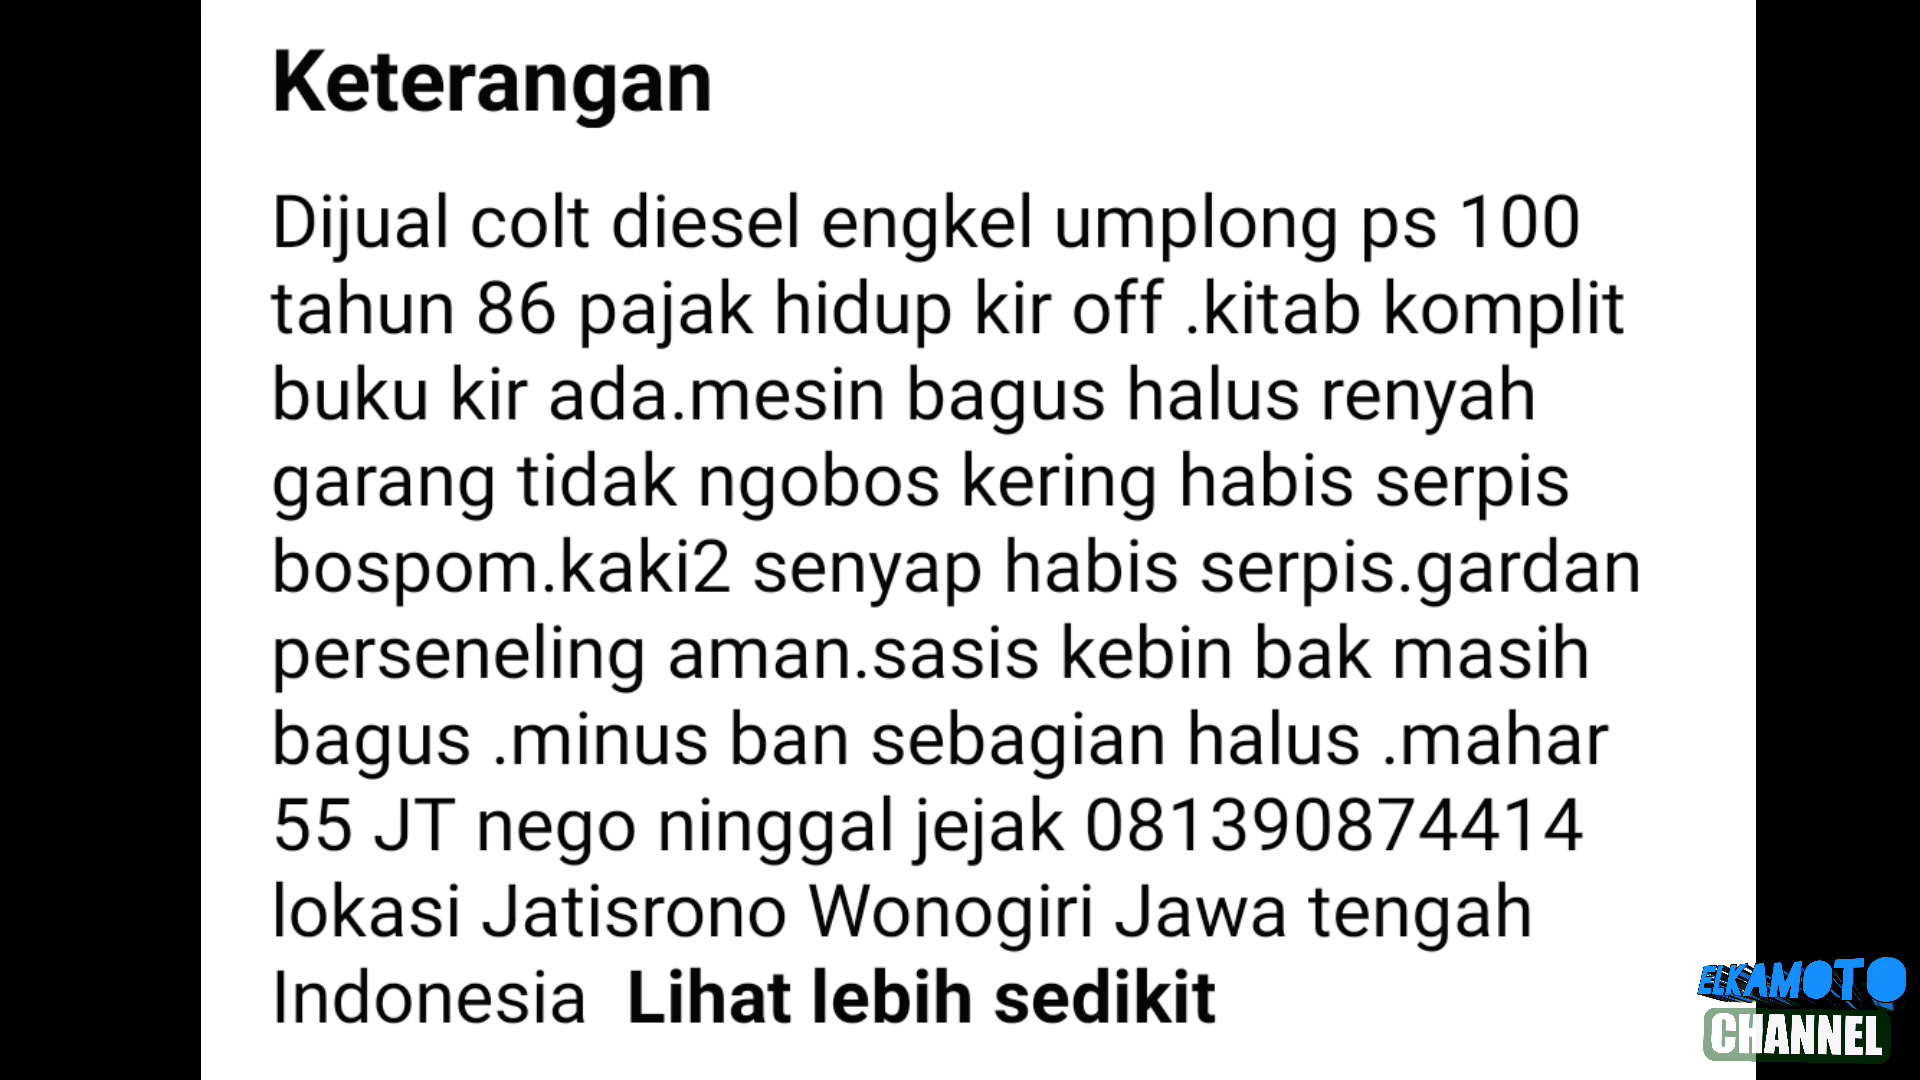 Keterangan
Dijual colt diesel engkel umplong ps 100
tahun 86 pajak hidup kir off .kitab komplit
buku kir ada.mesin bagus halus renyah
garang tidak ngobos kering habis serpis
bospom.kaki2 senyap habis serpis.gardan
perseneling aman.sasis kebin bak masih
bagus .minus ban sebagian halus .mahar
55 JT nego ninggal jejak 081390874414
lokasi Jatisrono Wonogiri Jawa tengah
Indonesia Lihat lebih sedikit
ELKAMOTO
CHANNEL